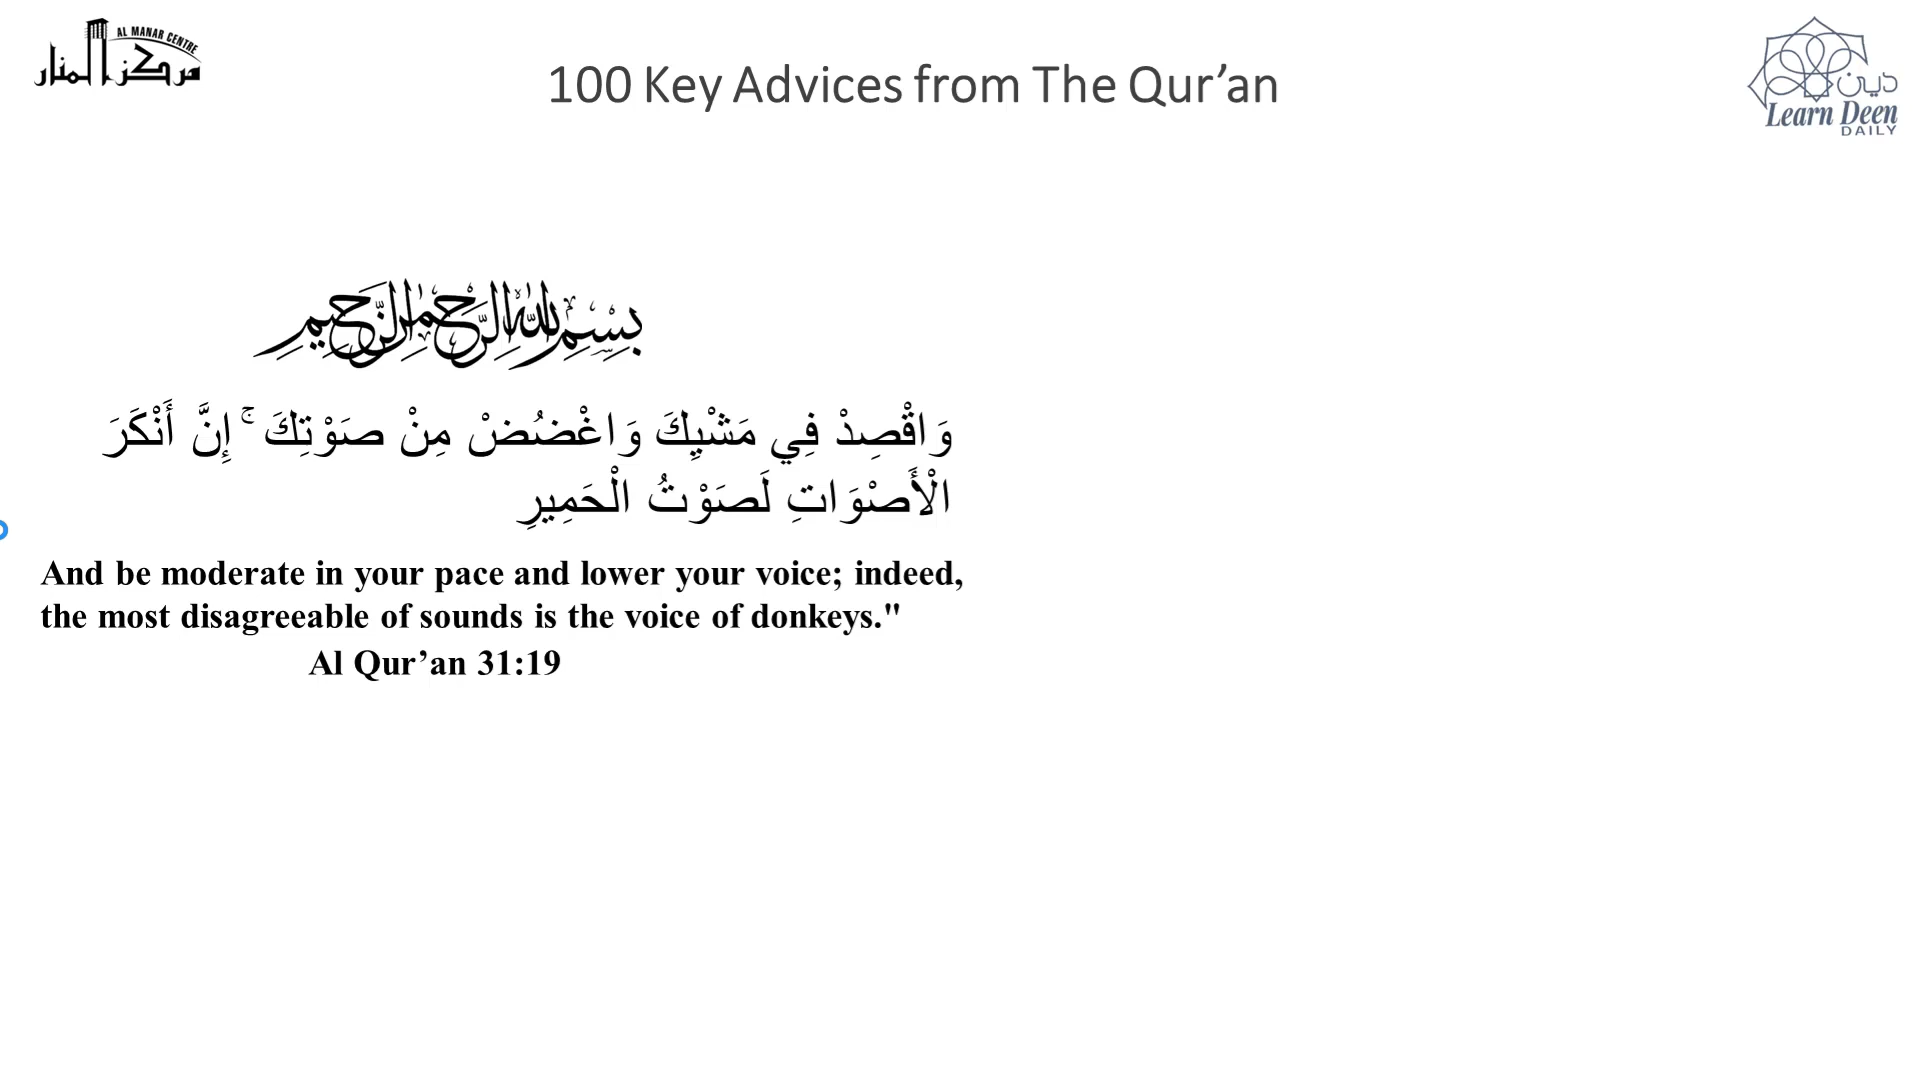 AL MANAR CENTRE
مركز المنار
100 Key Advices from The Qur’an
دين
Learn Deen
DAILY
بِسْمِ اللَّهِ الرَّحْمَٰنِ الرَّحِيمِ
وَاقْصِدْ فِي مَشْيِكَ وَاغْضُضْ مِنْ صَوْتِكَ ۚ إِنَّ أَنْكَرَ
الْأَصْوَاتِ لَصَوْتُ الْحَمِيرِ
And be moderate in your pace and lower your voice; indeed,
the most disagreeable of sounds is the voice of donkeys."
Al Qur’an 31:19